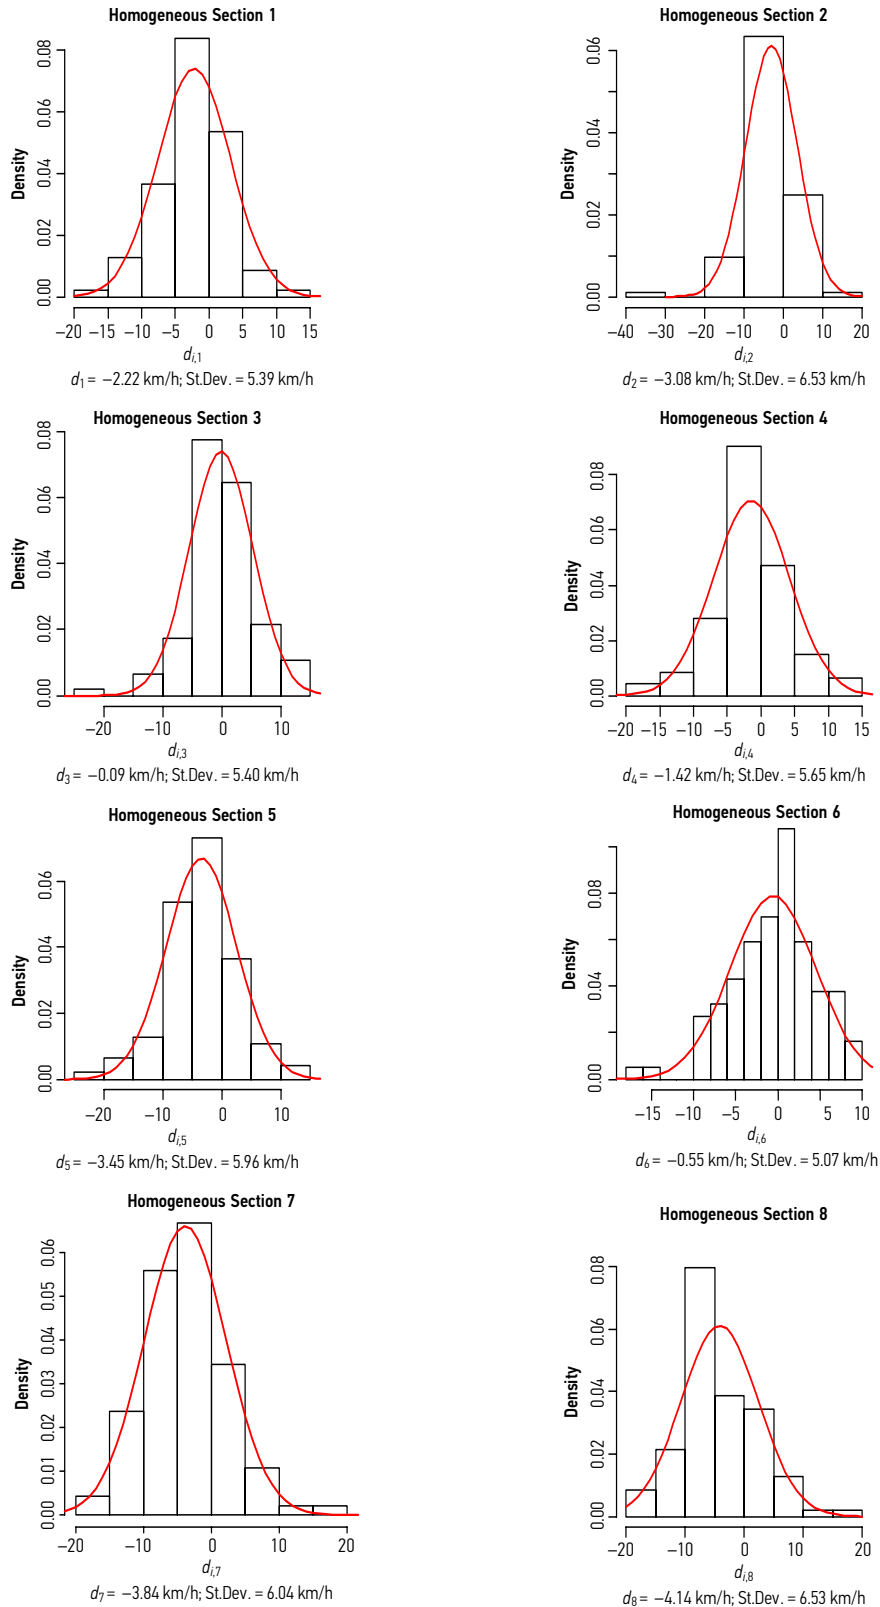 Homogeneous Section 1
Density
0.00 0.02 0.04 0.06 0.08
−20 −15 −10 −5 0 5 10 15
di,1
d1 = −2.22 km/h; St.Dev. = 5.39 km/h
Homogeneous Section 2
Density
0.00 0.02 0.04 0.06
−40 −30 −20 −10 0 10 20
di,2
d2 = −3.08 km/h; St.Dev. = 6.53 km/h
Homogeneous Section 3
Density
0.00 0.02 0.04 0.06 0.08
−20 −10 0 10
di,3
d3 = −0.09 km/h; St.Dev. = 5.40 km/h
Homogeneous Section 4
Density
0.00 0.02 0.04 0.06 0.08
−20 −15 −10 −5 0 5 10 15
di,4
d4 = −1.42 km/h; St.Dev. = 5.65 km/h
Homogeneous Section 5
Density
0.00 0.02 0.04 0.06
−20 −10 0 10
di,5
d5 = −3.45 km/h; St.Dev. = 5.96 km/h
Homogeneous Section 6
Density
0.00 0.04 0.08
−15 −10 −5 0 5 10
di,6
d6 = −0.55 km/h; St.Dev. = 5.07 km/h
Homogeneous Section 7
Density
0.00 0.01 0.02 0.03 0.04 0.05 0.06
−20 −10 0 10 20
di,7
d7 = −3.84 km/h; St.Dev. = 6.04 km/h
Homogeneous Section 8
Density
0.00 0.02 0.04 0.06 0.08
−20 −10 0 10 20
di,8
d8 = −4.14 km/h; St.Dev. = 6.53 km/h